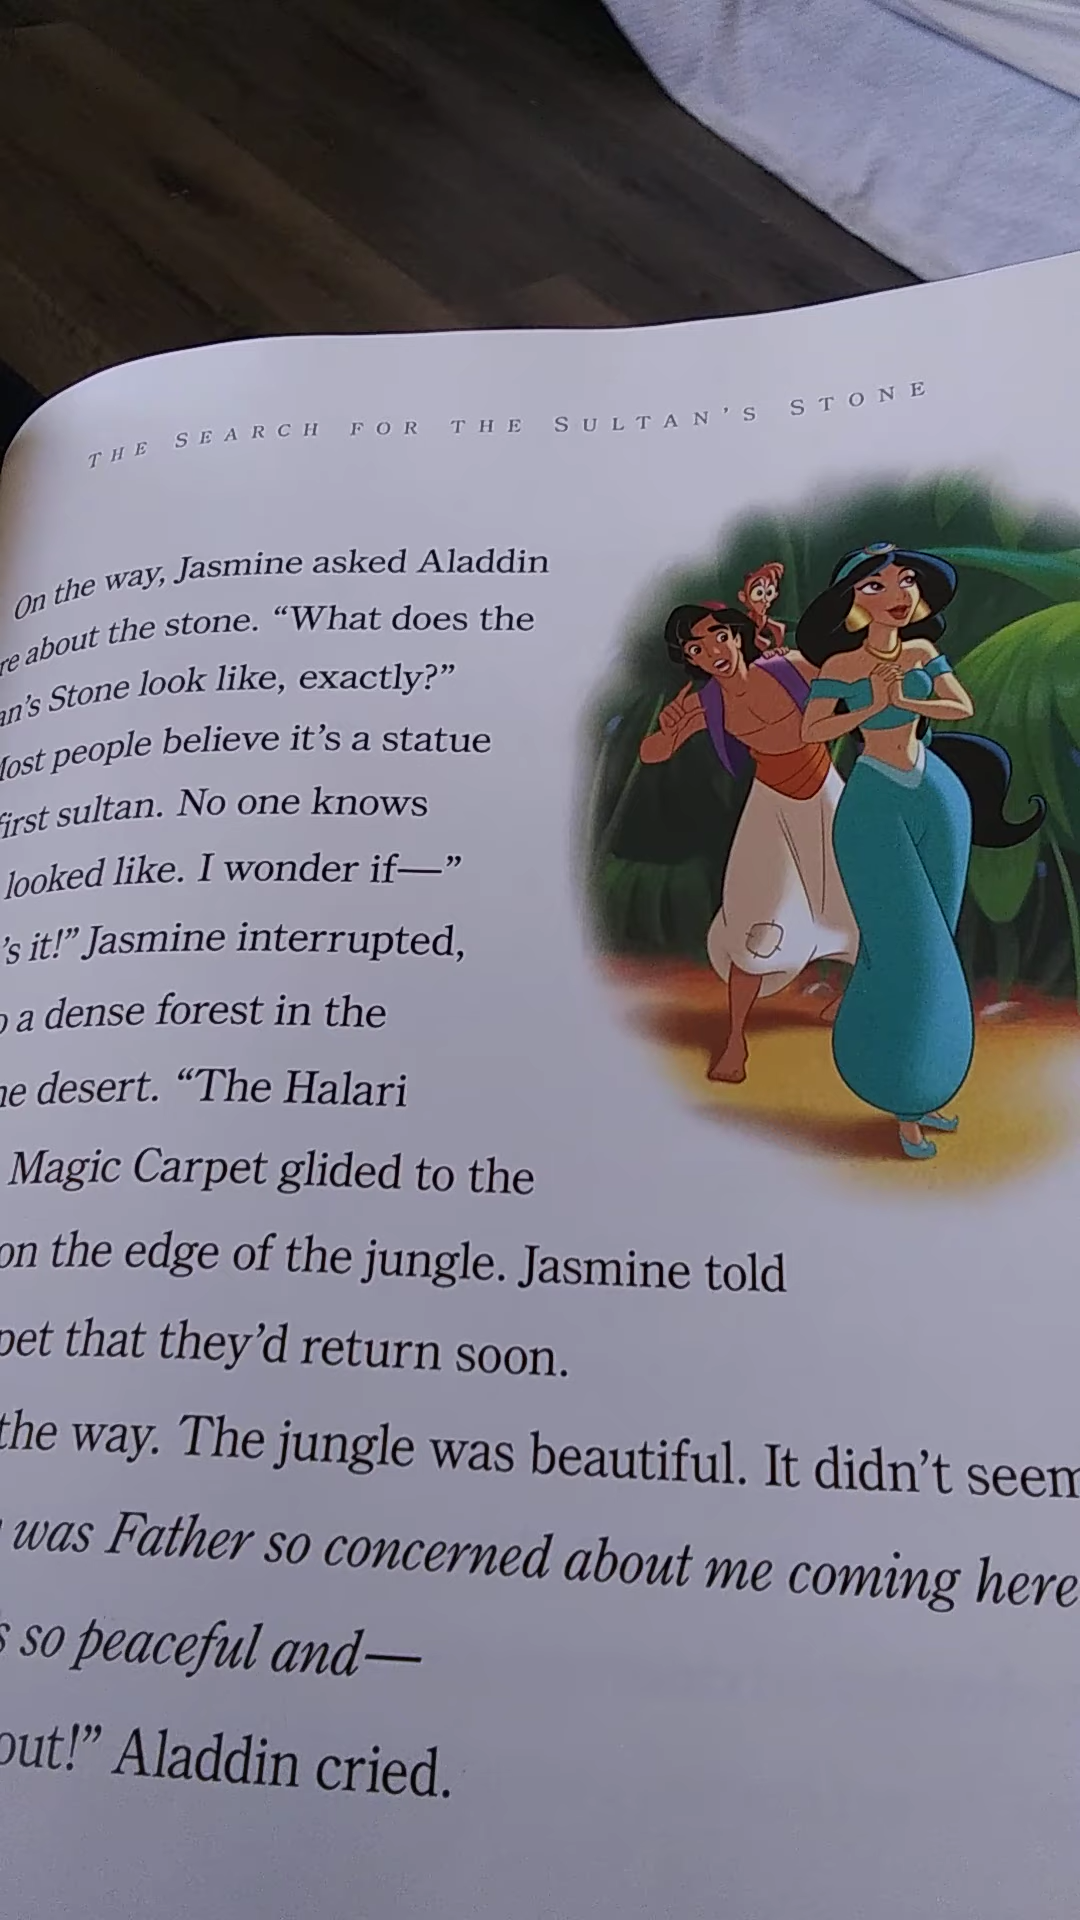 THE SEARCH FOR THE SULTAN'S STONE
On the way, Jasmine asked Aladdin
re about the stone. “What does the
an's Stone look like, exactly?”
Most people believe it's a statue
first sultan. No one knows
looked like. I wonder if—”
's it!” Jasmine interrupted,
o a dense forest in the
ne desert. “The Halari
Magic Carpet glided to the
on the edge of the jungle. Jasmine told
pet that they'd return soon.
the way. The jungle was beautiful. It didn't seem
was Father so concerned about me coming here
s so peaceful and—
out!” Aladdin cried.